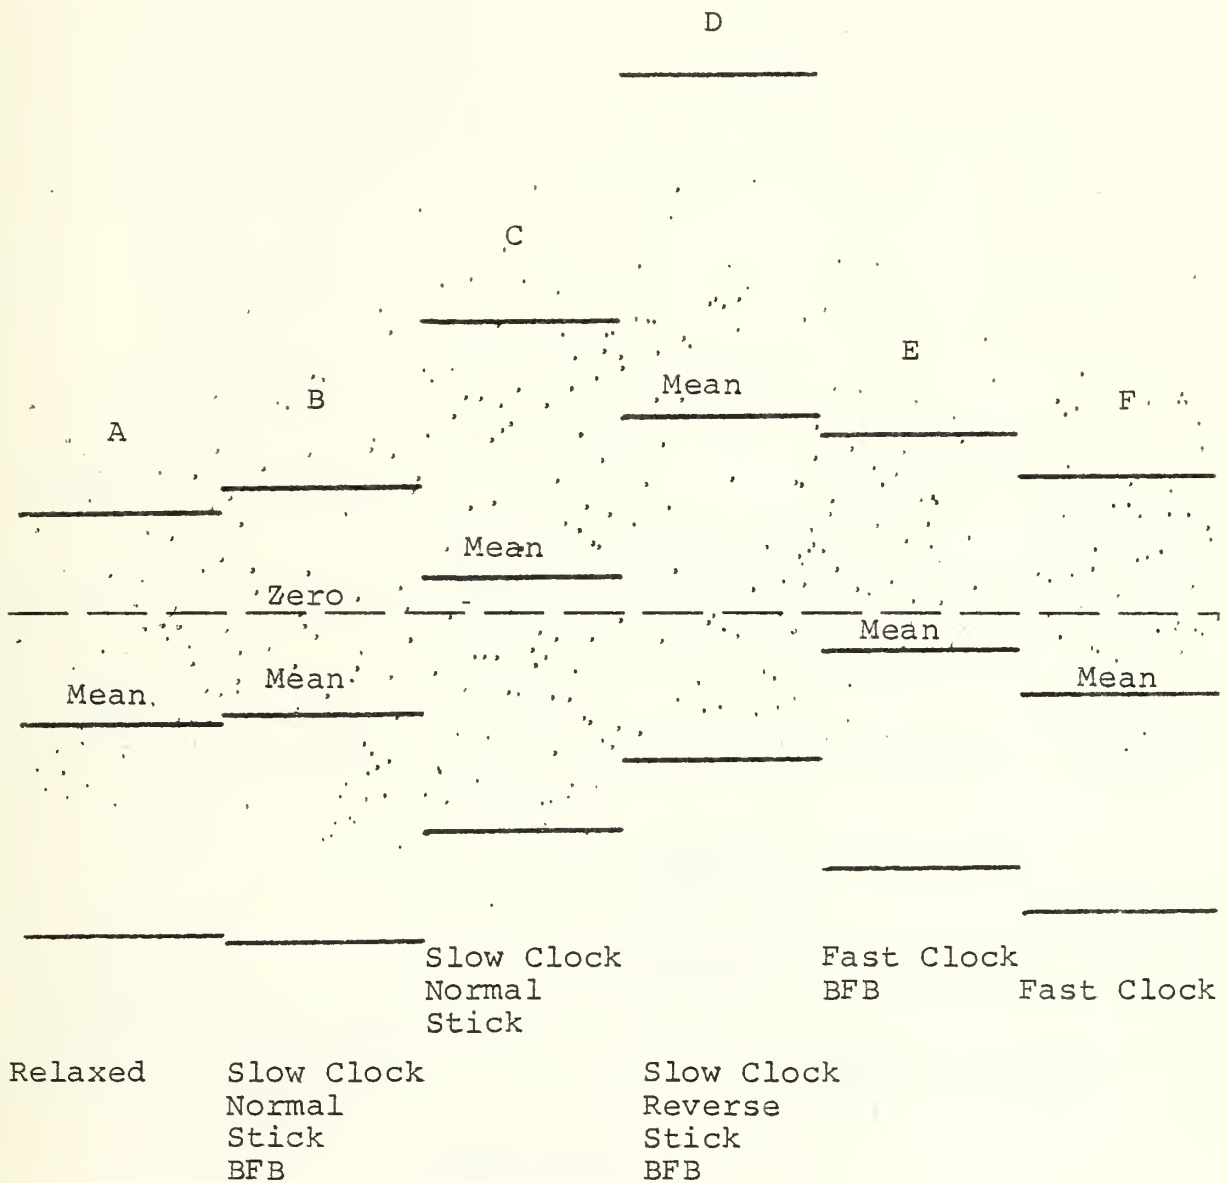 D
C
E
Mean
B
F
A
Mean
Zero
Mean
Mean
Mean
Mean
Slow Clock
Normal
Stick
Fast Clock
BFB
Fast Clock
Relaxed
Slow Clock
Normal
Stick
BFB
Slow Clock
Reverse
Stick
BFB